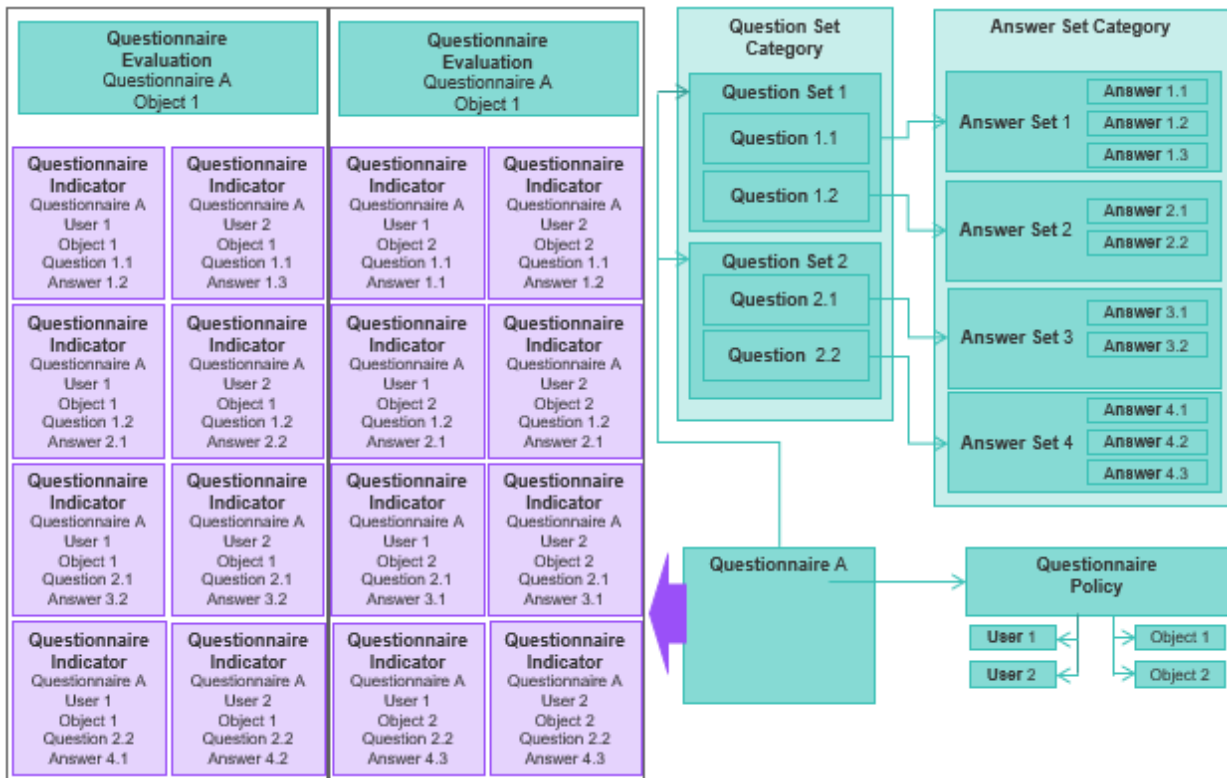 Questionnaire
Evaluation
Questionnaire A
Object 1
Questionnaire
Evaluation
Questionnaire A
Object 1
Questionnaire
Indicator
Questionnaire A
User 1
Object 1
Question 1.1
Answer 1.2
Questionnaire
Indicator
Questionnaire A
User 2
Object 1
Question 1.1
Answer 1.3
Questionnaire
Indicator
Questionnaire A
User 1
Object 2
Question 1.1
Answer 1.1
Questionnaire
Indicator
Questionnaire A
User 2
Object 2
Question 1.1
Answer 1.2
Questionnaire
Indicator
Questionnaire A
User 1
Object 1
Question 1.2
Answer 2.1
Questionnaire
Indicator
Questionnaire A
User 2
Object 1
Question 1.2
Answer 2.2
Questionnaire
Indicator
Questionnaire A
User 1
Object 2
Question 1.2
Answer 2.1
Questionnaire
Indicator
Questionnaire A
User 2
Object 2
Question 1.2
Answer 2.1
Questionnaire
Indicator
Questionnaire A
User 1
Object 1
Question 2.1
Answer 3.2
Questionnaire
Indicator
Questionnaire A
User 2
Object 1
Question 2.1
Answer 3.2
Questionnaire
Indicator
Questionnaire A
User 1
Object 2
Question 2.1
Answer 3.1
Questionnaire
Indicator
Questionnaire A
User 2
Object 2
Question 2.1
Answer 3.1
Questionnaire
Indicator
Questionnaire A
User 1
Object 1
Question 2.2
Answer 4.1
Questionnaire
Indicator
Questionnaire A
User 2
Object 1
Question 2.2
Answer 4.2
Questionnaire
Indicator
Questionnaire A
User 1
Object 2
Question 2.2
Answer 4.3
Questionnaire
Indicator
Questionnaire A
User 2
Object 2
Question 2.2
Answer 4.3
Question Set
Category
Question Set 1
Question 1.1
Question 1.2
Question Set 2
Question 2.1
Question 2.2
Answer Set Category
Answer Set 1
Answer 1.1
Answer 1.2
Answer 1.3
Answer Set 2
Answer 2.1
Answer 2.2
Answer Set 3
Answer 3.1
Answer 3.2
Answer Set 4
Answer 4.1
Answer 4.2
Answer 4.3
Questionnaire A
Questionnaire
Policy
User 1
User 2
Object 1
Object 2